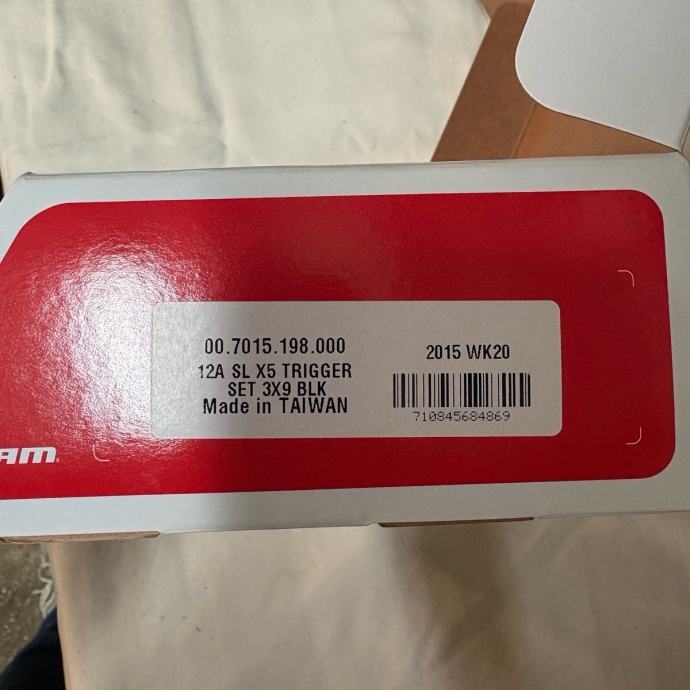 00.7015.198.000
12A SL X5 TRIGGER
SET 3X9 BLK
Made in TAIWAN
2015 WK20
710845684869